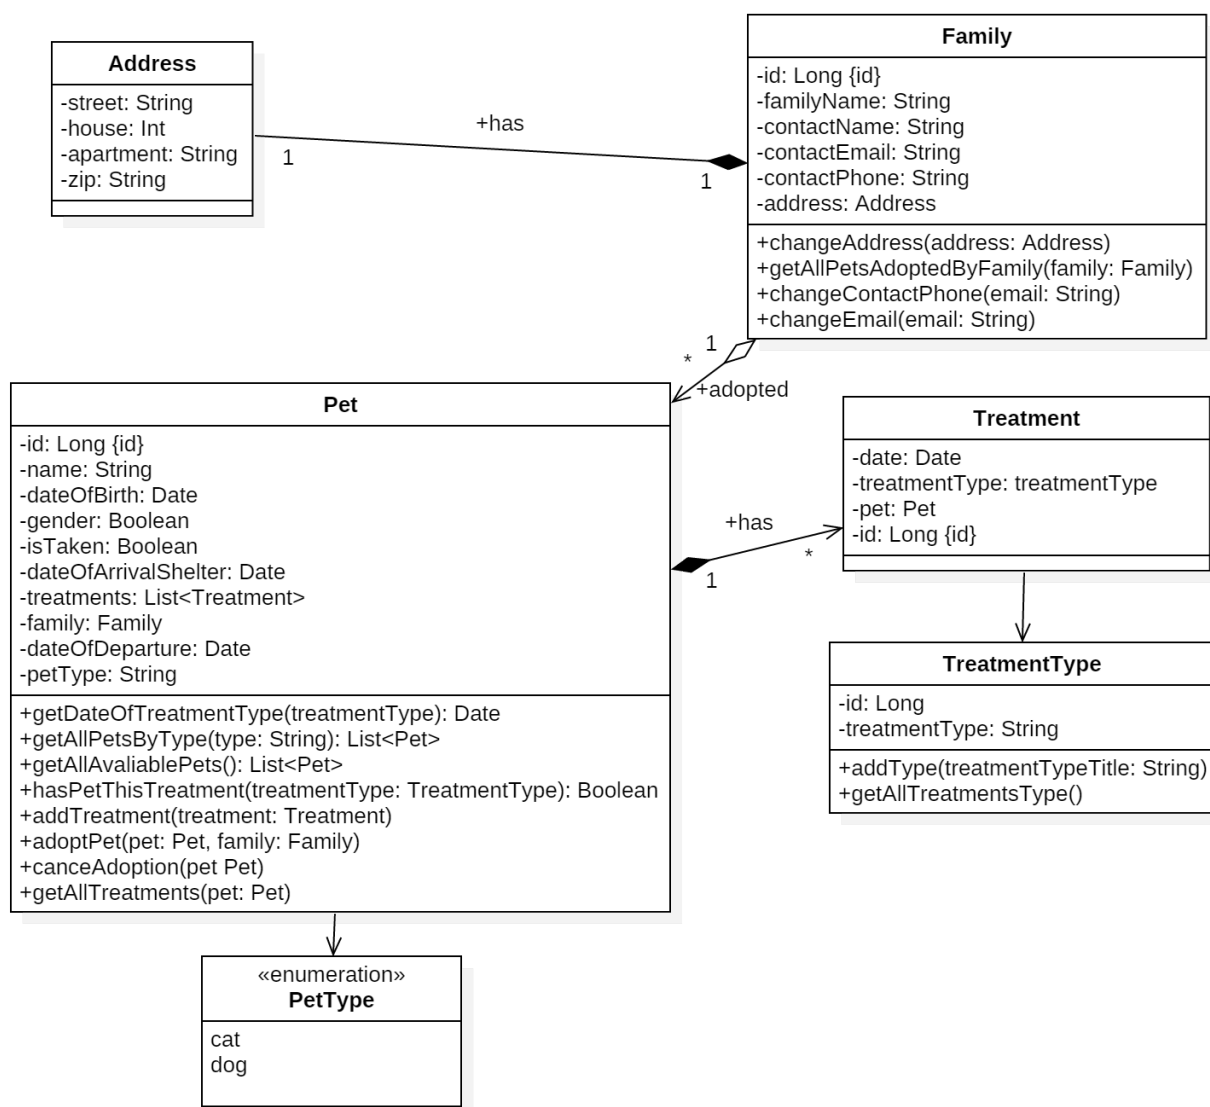 Address
-street: String
-house: Int
-apartment: String
-zip: String
+has
1
1
Family
-id: Long {id}
-familyName: String
-contactName: String
-contactEmail: String
-contactPhone: String
-address: Address
+changeAddress(address: Address)
+getAllPetsAdoptedByFamily(family: Family)
+changeContactPhone(email: String)
+changeEmail(email: String)
1
*
+adopted
Pet
-id: Long {id}
-name: String
-dateOfBirth: Date
-gender: Boolean
-isTaken: Boolean
-dateOfArrivalShelter: Date
-treatments: List<Treatment>
-family: Family
-dateOfDeparture: Date
-petType: String
+getDateOfTreatmentType(treatmentType): Date
+getAllPetsByType(type: String): List<Pet>
+getAllAvaliablePets(): List<Pet>
+hasPetThisTreatment(treatmentType: TreatmentType): Boolean
+addTreatment(treatment: Treatment)
+adoptPet(pet: Pet, family: Family)
+canceAdoption(pet Pet)
+getAllTreatments(pet: Pet)
+has
1
*
Treatment
-date: Date
-treatmentType: treatmentType
-pet: Pet
-id: Long {id}
TreatmentType
-id: Long
-treatmentType: String
+addType(treatmentTypeTitle: String)
+getAllTreatmentsType()
«enumeration»
PetType
cat
dog